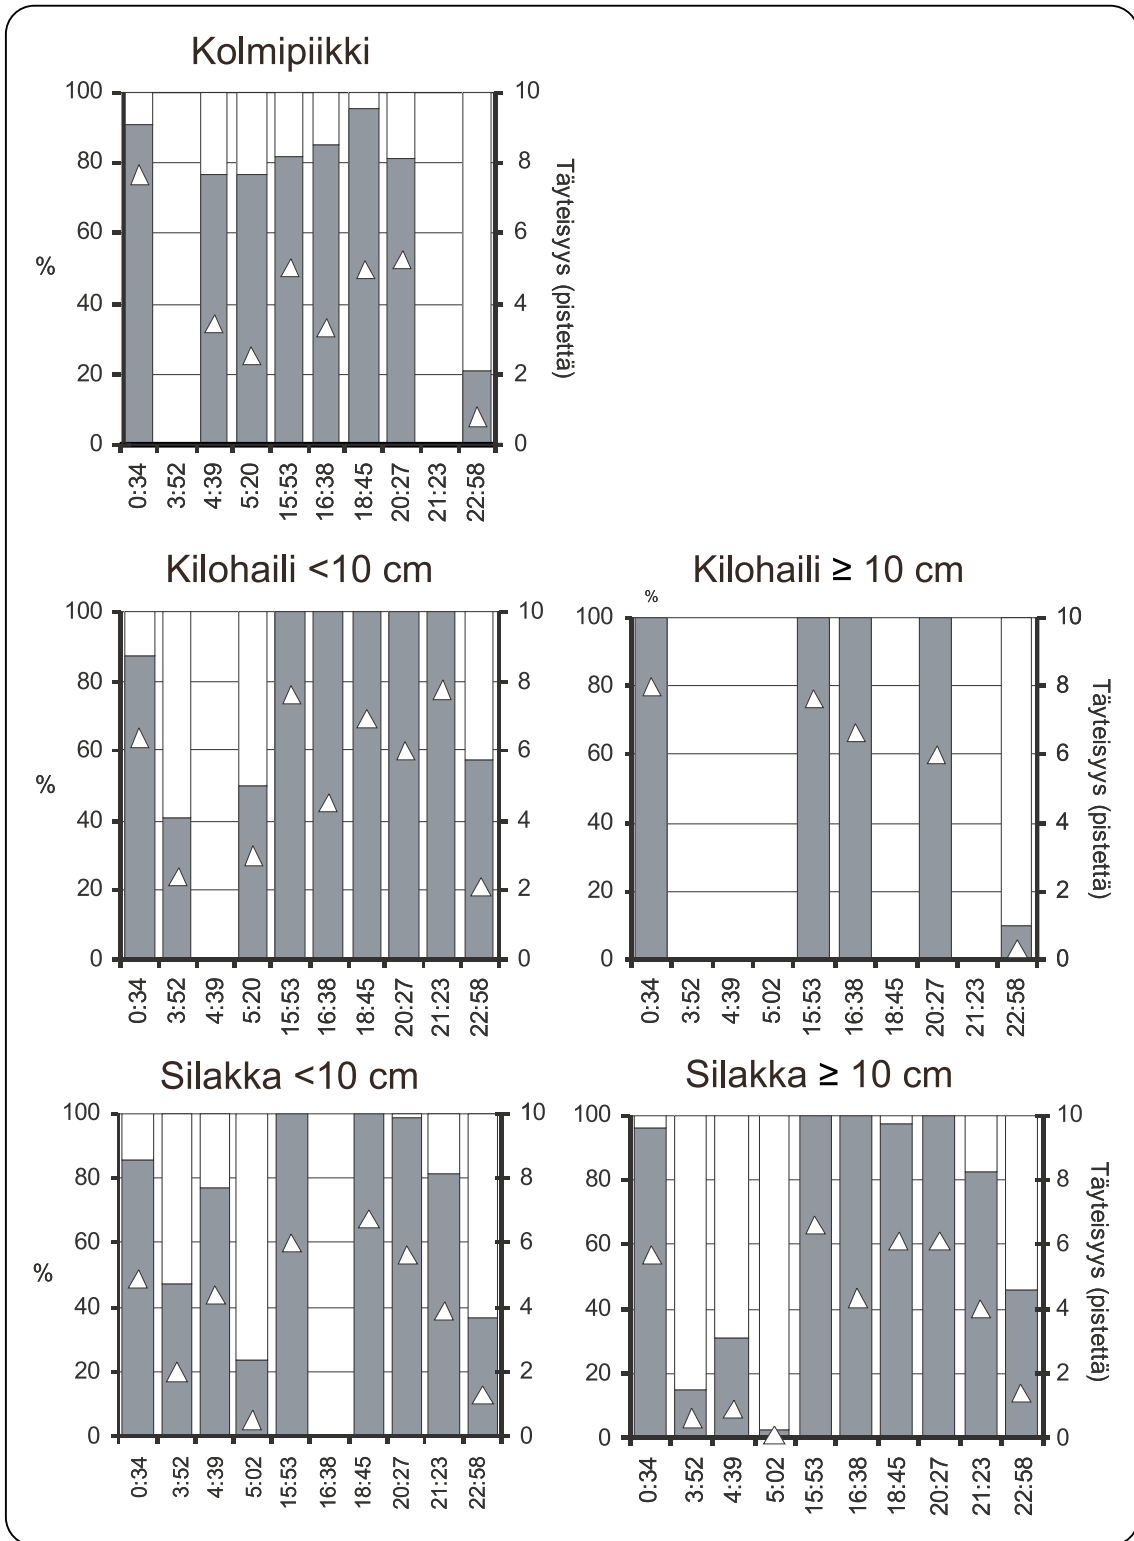 Kolmipiikki
100 10
80 8
60 6
% Täyteisyys (pistettä)
40 4
20 2
0 0
0:34 3:52 4:39 5:20 15:53 16:38 18:45 20:27 21:23 22:58
Kilohaili <10 cm
100 10
80 8
60 6
%
40 4
20 2
0 0
0:34 3:52 4:39 5:20 15:53 16:38 18:45 20:27 21:23 22:58
Kilohaili ≥ 10 cm
%
100 10
80 8
60 6
Täyteisyys (pistettä)
40 4
20 2
0 0
0:34 3:52 4:39 5:02 15:53 16:38 18:45 20:27 21:23 22:58
Silakka <10 cm
100 10
80 8
60 6
%
40 4
20 2
0 0
0:34 3:52 4:39 5:02 15:53 16:38 18:45 20:27 21:23 22:58
Silakka ≥ 10 cm
100 10
80 8
60 6
Täyteisyys (pistettä)
40 4
20 2
0 0
0:34 3:52 4:39 5:02 15:53 16:38 18:45 20:27 21:23 22:58